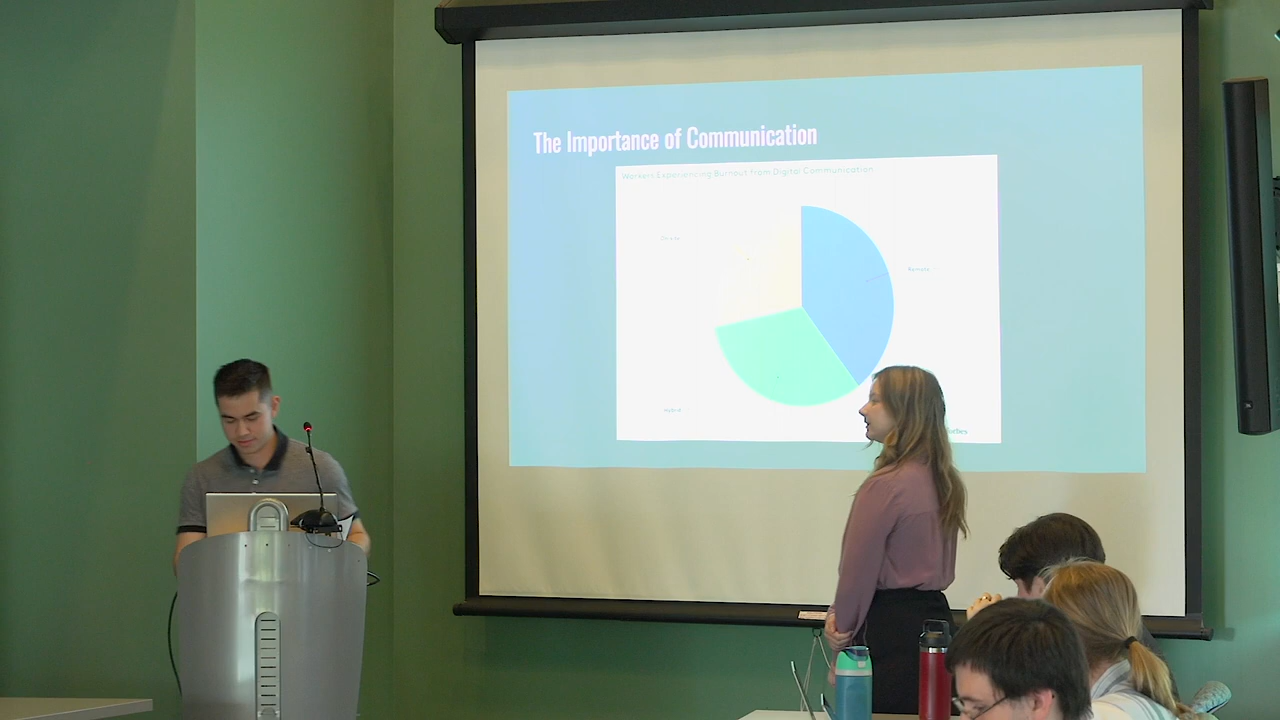 The Importance of Communication
Workers Experiencing Burnout from Digital Communication
Remote
Hybrid